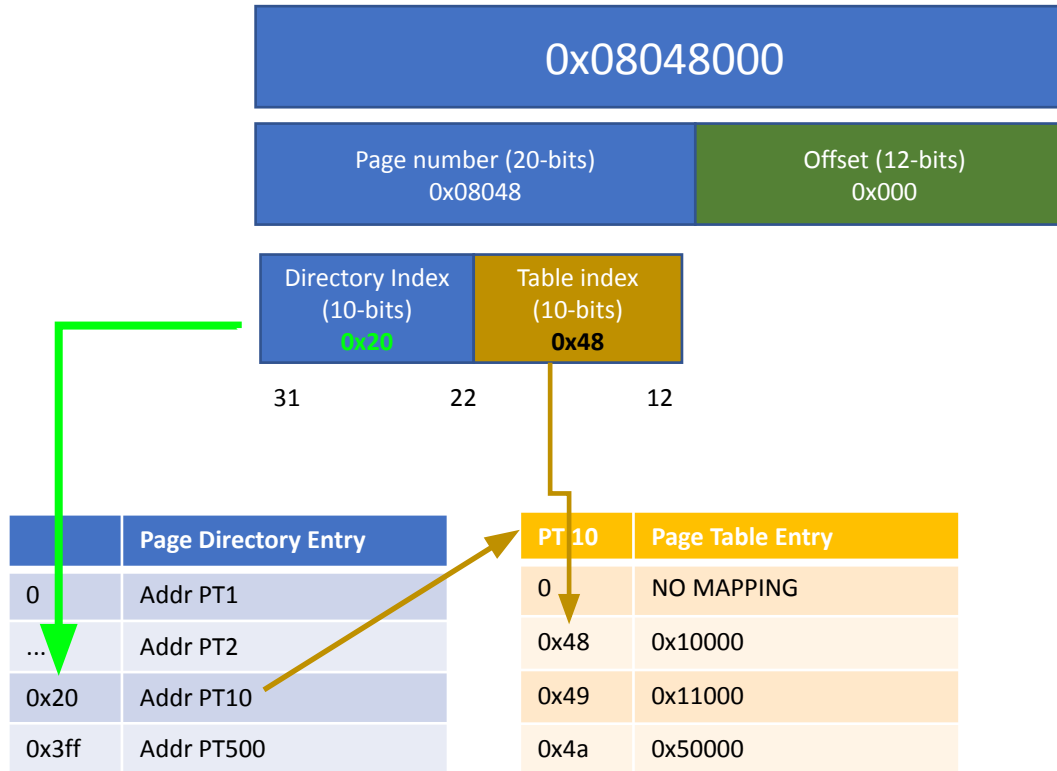 0x08048000
Page number (20-bits)
0x08048
Offset (12-bits)
0x000
Directory Index
(10-bits)
0x20
Table index
(10-bits)
0x48
31
22
12
Page Directory Entry
0 Addr PT1
... Addr PT2
0x20 Addr PT10
0x3ff Addr PT500
PT 10 Page Table Entry
0 NO MAPPING
0x48 0x10000
0x49 0x11000
0x4a 0x50000